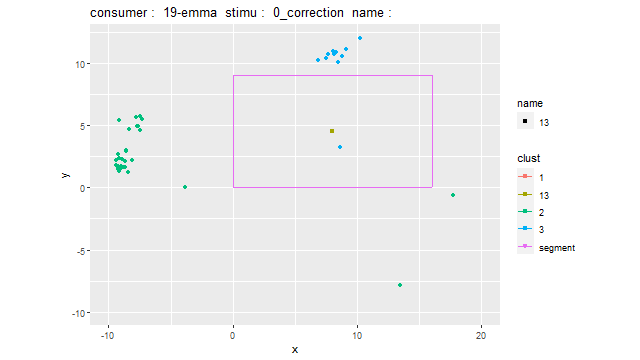 consumer : 19-emma stimu : 0_correction name :
name
13
clust
1
13
2
3
segment
y
10
5
0
-5
-10
-10 0 10 20
x